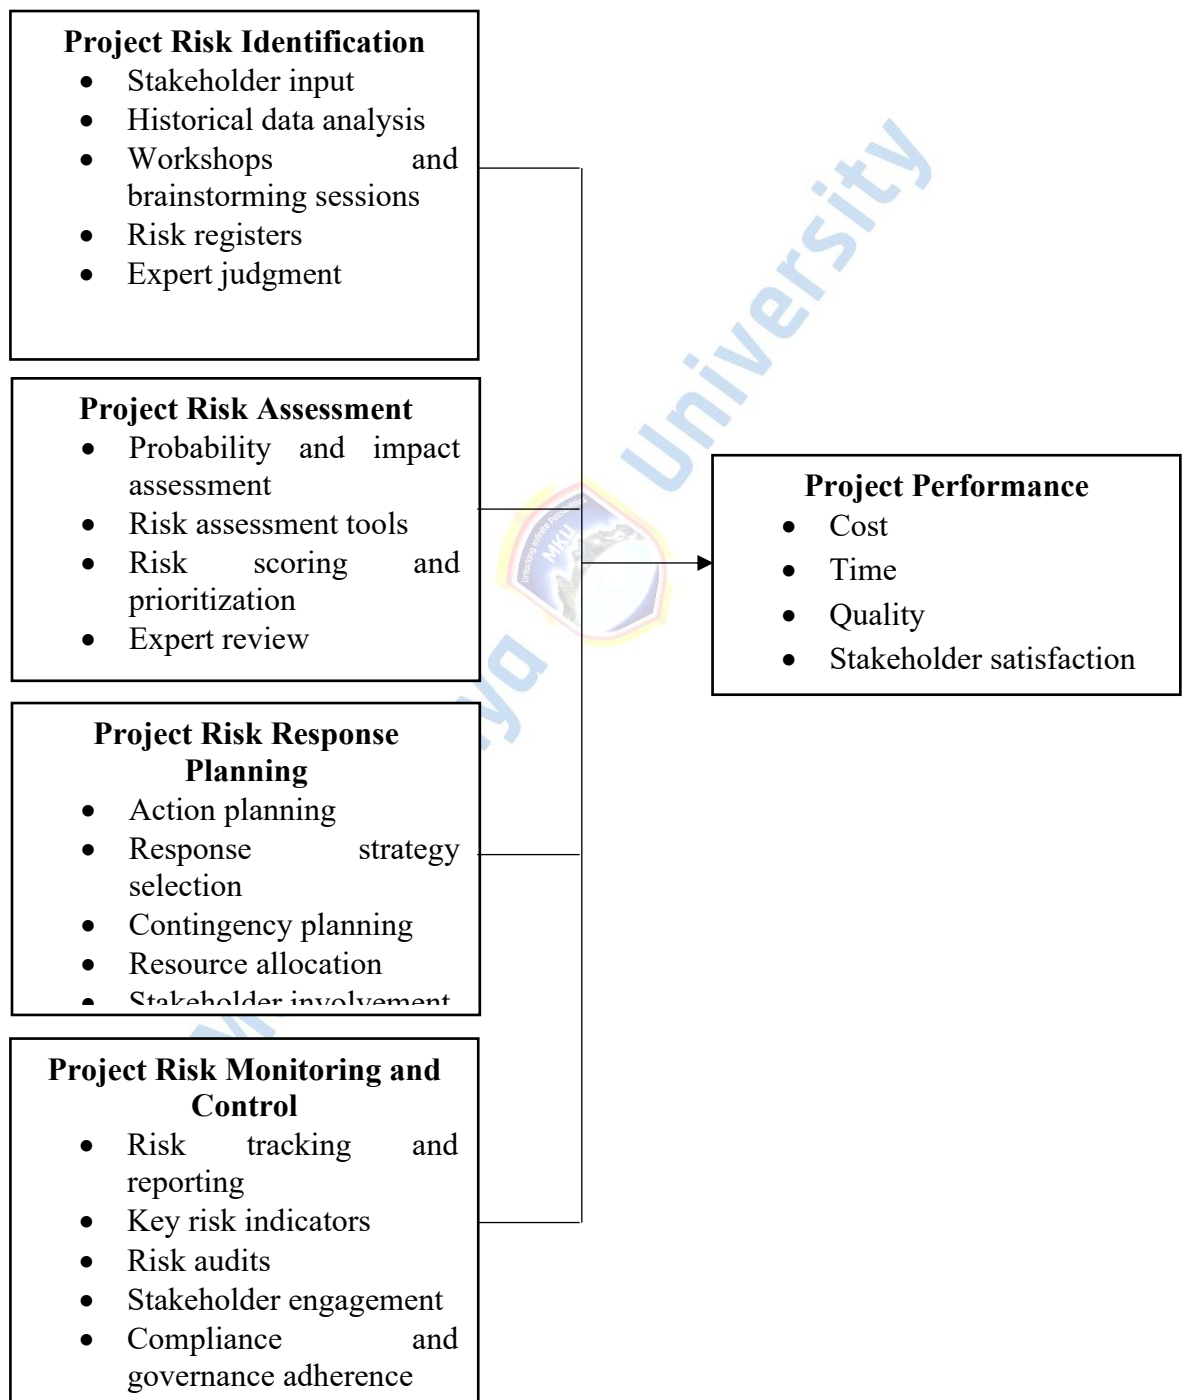 Project Risk Identification
• Stakeholder input
• Historical data analysis
• Workshops and
brainstorming sessions
• Risk registers
• Expert judgment
Project Risk Assessment
• Probability and impact
assessment
• Risk assessment tools
• Risk scoring and
prioritization
• Expert review
Project Risk Response
Planning
• Action planning
• Response strategy
selection
• Contingency planning
• Resource allocation
• Stakeholder involvement
Project Risk Monitoring and
Control
• Risk tracking and
reporting
• Key risk indicators
• Risk audits
• Stakeholder engagement
• Compliance and
governance adherence
Project Performance
• Cost
• Time
• Quality
• Stakeholder satisfaction
University
MKU